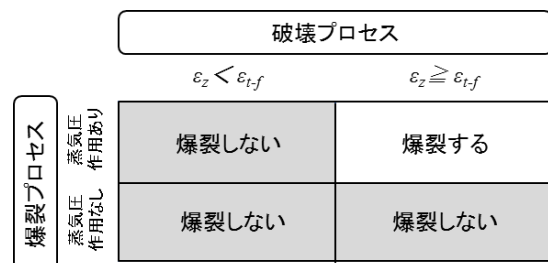 破壊プロセス
εz＜εt-f
εz≧εt-f
爆裂プロセス
蒸気圧
作用あり
爆裂しない
爆裂する
蒸気圧
作用なし
爆裂しない
爆裂しない